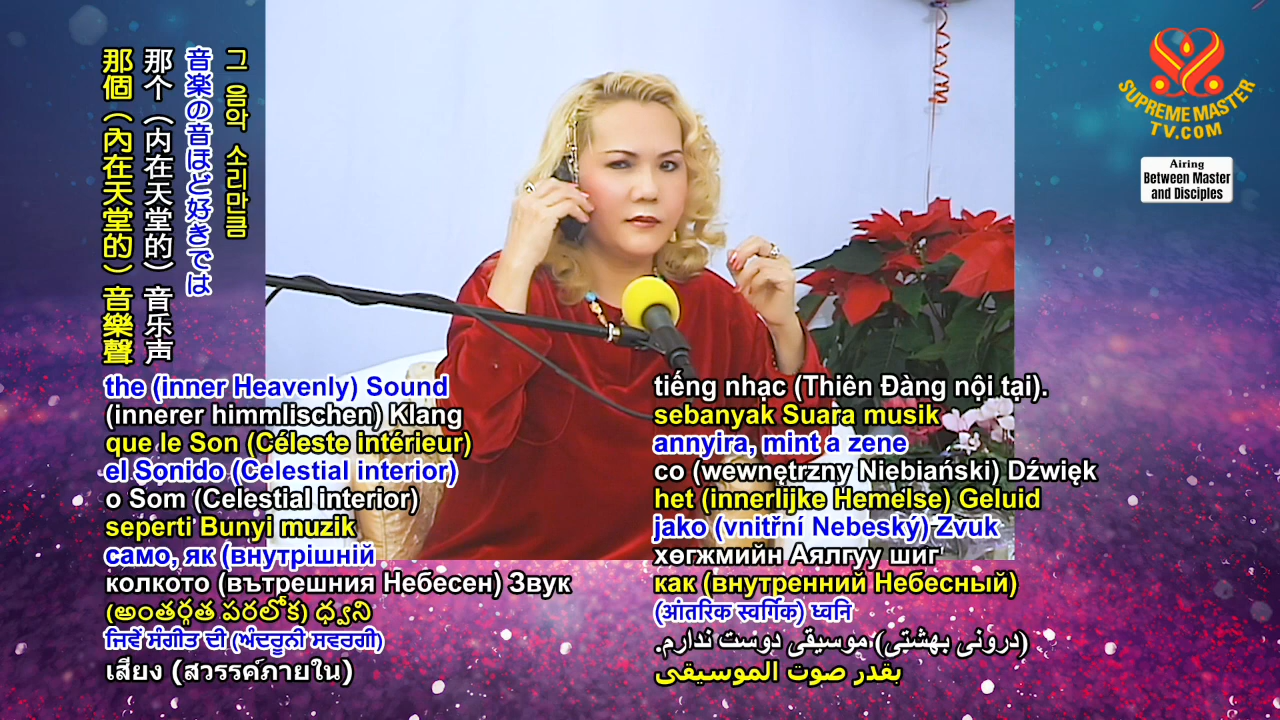 그 음악 소리만큼
音楽の音ほど好きでは
那个（内在天堂的）音乐声
那個（內在天堂的）音樂聲
SUPREME MASTER
TV.COM
Airing
Between Master
and Disciples
the (inner Heavenly) Sound
(innerer himmlischen) Klang
que le Son (Céleste intérieur)
el Sonido (Celestial interior)
o Som (Celestial interior)
seperti Bunyi muzik
само, як (внутрішній
колкото (вътрешния Небесен) Звук
(అంతర్గత పరలోక) ధ్వని
ਜਿਵੇਂ ਸੰਗੀਤ ਦੀ (ਅੰਦਰੂਨੀ ਸਵਰਗੀ)
เสียง (สวรรค์ภายใน)
tiếng nhạc (Thiên Đàng nội tại).
sebanyak Suara musik
annyira, mint a zene
co (wewnętrzny Niebiański) Dźwięk
het (innerlijke Hemelse) Geluid
jako (vnitřní Nebeský) Zvuk
хөгжмийн Аялгуу шиг
как (внутренний Небесный)
(आंतरिक स्वर्गिक) ध्वनि
(درونی بهشتی) موسیقی دوست ندارم.
بقدر صوت الموسيقى